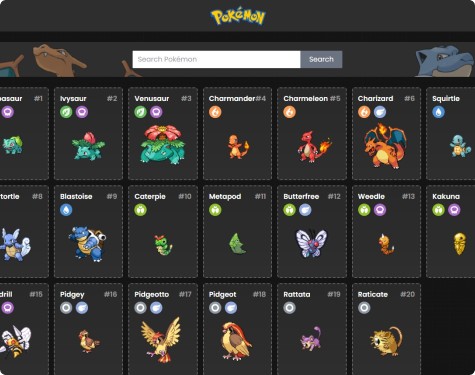 POKéMON
Search Pokémon Search
asaur #1 Ivysaur #2 Venusaur #3 Charmander #4 Charmeleon #5 Charizard #6 Squirtle
tortle #8 Blastoise #9 Caterpie #10 Metapod #11 Butterfree #12 Weedle #13 Kakuna
drill #15 Pidgey #16 Pidgeotto #17 Pidgeot #18 Rattata #19 Raticate #20